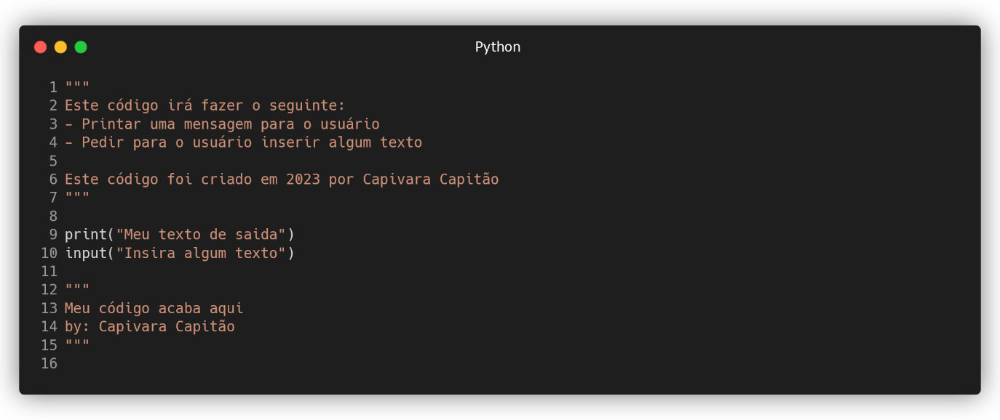 Python
1 """
2 Este código irá fazer o seguinte:
3 - Printar uma mensagem para o usuário
4 - Pedir para o usuário inserir algum texto
5
6 Este código foi criado em 2023 por Capivara Capitão
7 """
8
9 print("Meu texto de saida")
10 input("Insira algum texto")
11
12 """
13 Meu código acaba aqui
14 by: Capivara Capitão
15 """
16